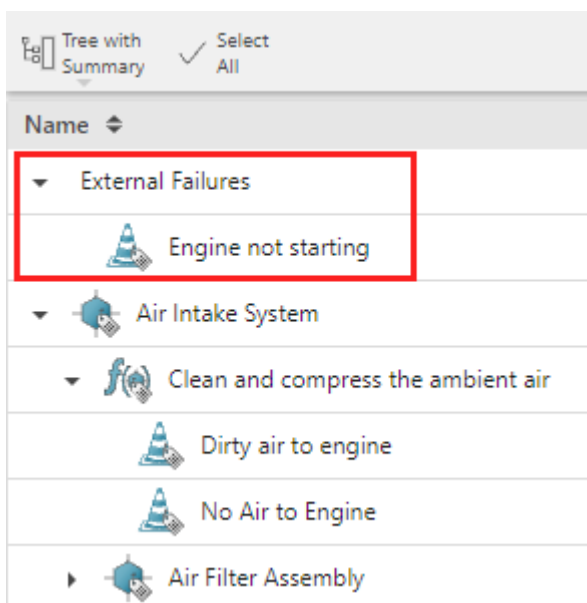 Tree with
Summary
Select
All
Name
External Failures
Engine not starting
Air Intake System
f(
Clean and compress the ambient air
Dirty air to engine
No Air to Engine
Air Filter Assembly